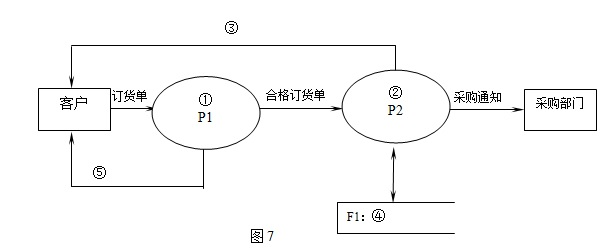 ③
客户
订货单
①
P1
合格订货单
②
P2
采购通知
采购部门
⑤
F1：④
图 7